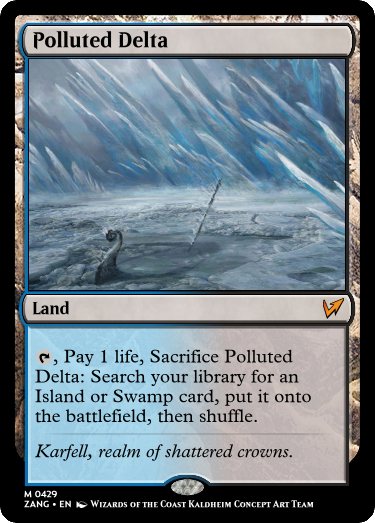 Polluted Delta
Land
, Pay 1 life, Sacrifice Polluted
Delta: Search your library for an
Island or Swamp card, put it onto
the battlefield, then shuffle.
Karfell, realm of shattered crowns.
M 0429
ZANG • EN WIZARDS OF THE COAST KALDHEIM CONCEPT ART TEAM